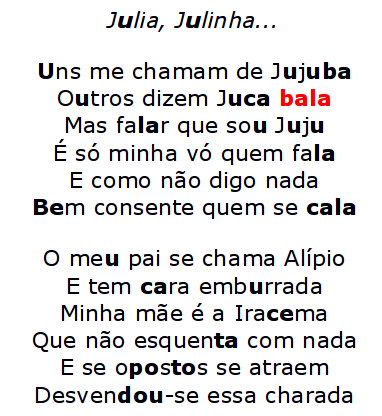 Julia, Julinha...
Uns me chamam de Jujuba
Outros dizem Juca bala
Mas falar que sou Juju
É só minha vó quem fala
E como não digo nada
Bem consente quem se cala
O meu pai se chama Alípio
E tem cara emburrada
Minha mãe é a Iracema
Que não esquenta com nada
E se opostos se atraem
Desvendou-se essa charada